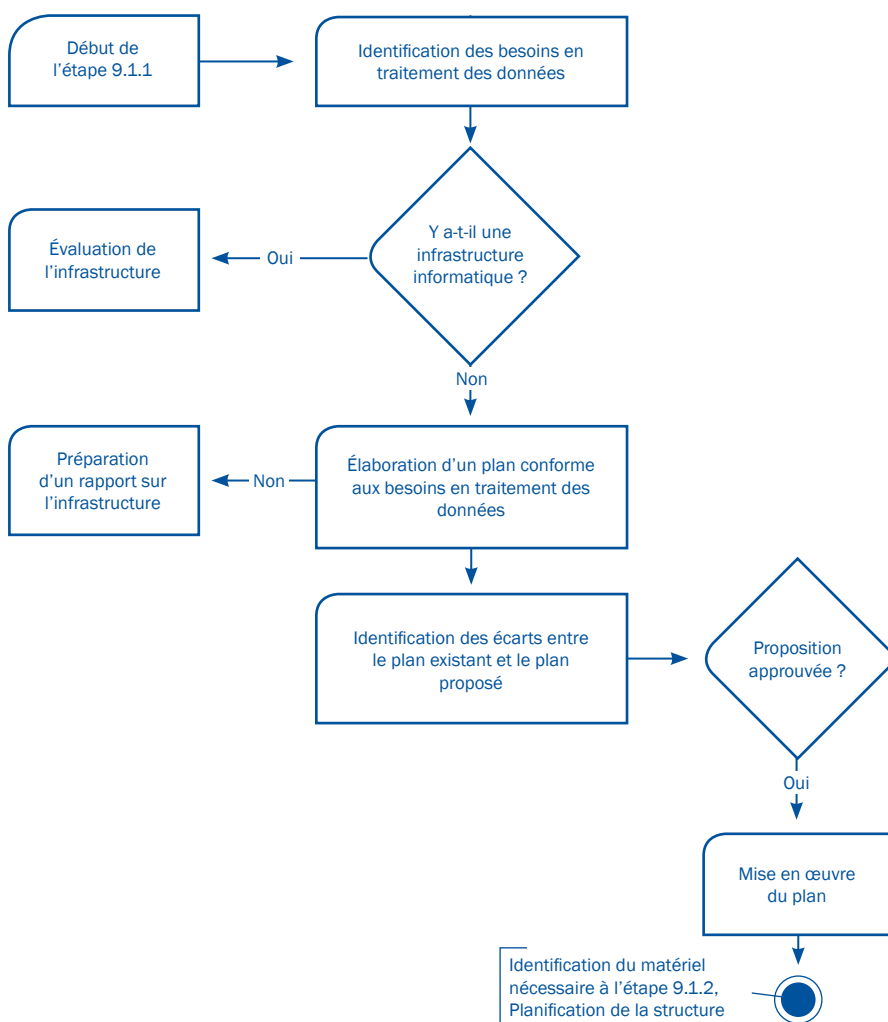 Début de
l’étape 9.1.1
Identification des besoins en
traitement des données
Y a-t-il une
infrastructure
informatique ?
Oui
Évaluation de
l’infrastructure
Non
Élaboration d’un plan conforme
aux besoins en traitement des
données
Non
Préparation
d’un rapport sur
l’infrastructure
Identification des écarts entre
le plan existant et le plan
proposé
Proposition
approuvée ?
Oui
Mise en œuvre
du plan
Identification du matériel
nécessaire à l’étape 9.1.2,
Planification de la structure